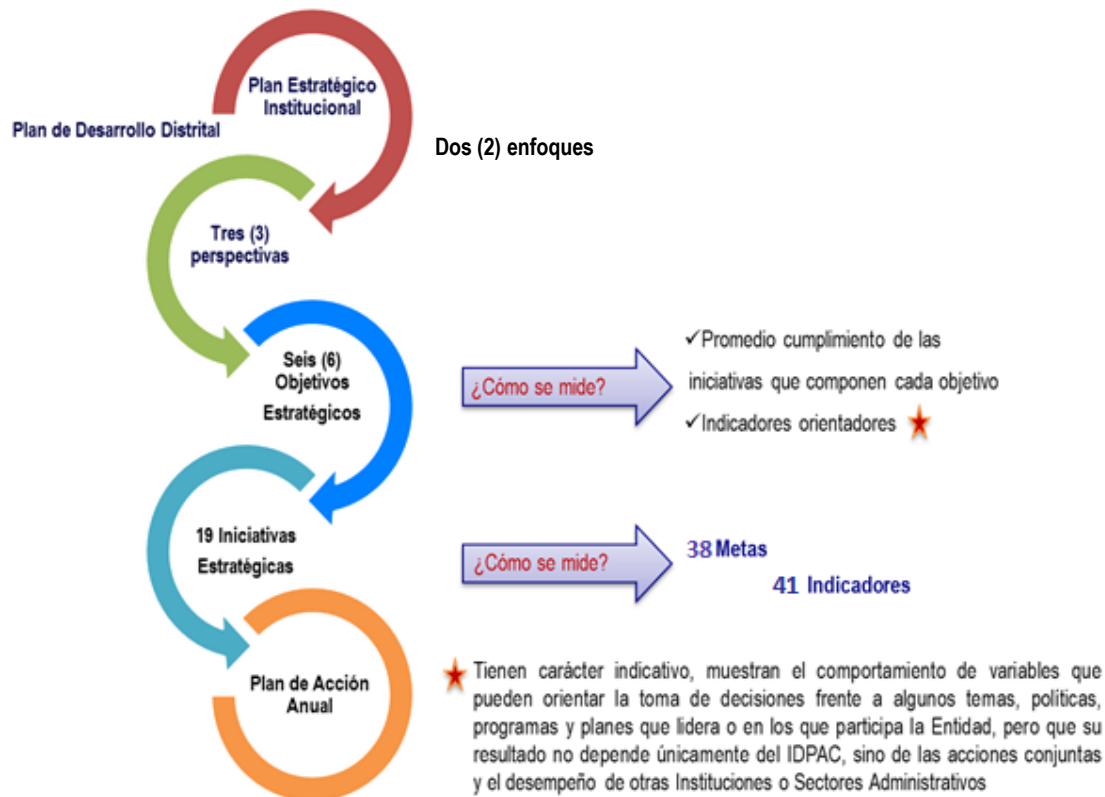 Plan Estratégico
Institucional
Plan de Desarrollo Distrital
Dos (2) enfoques
Tres (3)
perspectivas
Seis (6)
Objetivos
Estratégicos
¿Cómo se mide?
✓Promedio cumplimiento de las
iniciativas que componen cada objetivo
✓Indicadores orientadores
19 Iniciativas
Estratégicas
¿Cómo se mide?
38 Metas
41 Indicadores
Plan de Acción
Anual
Tienen carácter indicativo, muestran el comportamiento de variables que
pueden orientar la toma de decisiones frente a algunos temas, políticas,
programas y planes que lidera o en los que participa la Entidad, pero que su
resultado no depende únicamente del IDPAC, sino de las acciones conjuntas
y el desempeño de otras Instituciones o Sectores Administrativos